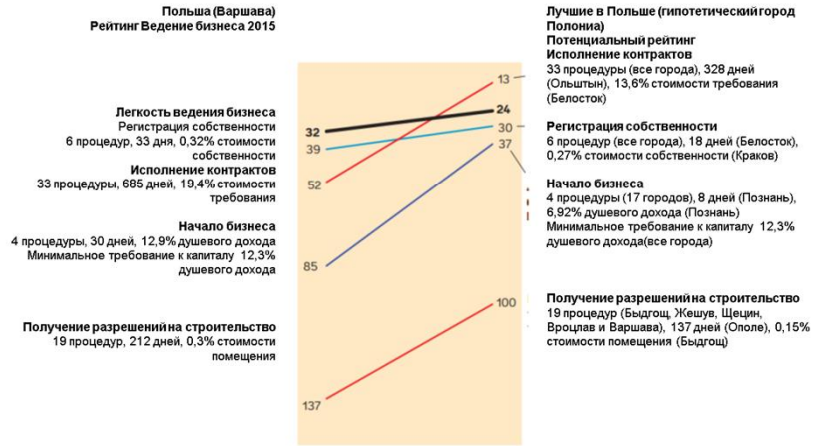 Польша (Варшава)
Рейтинг Ведение бизнеса 2015
Легкость ведения бизнеса
Регистрация собственности
6 процедур, 33 дня, 0,32% стоимости
собственности
Исполнение контрактов
33 процедуры, 685 дней, 19,4% стоимости
требования
Начало бизнеса
4 процедуры, 30 дней, 12,9% душевого дохода
Минимальное требование к капиталу 12,3%
душевого дохода
Получение разрешений на строительство
19 процедур, 212 дней, 0,3% стоимости
помещения
32
39
52
85
137
13
24
30
37
100
Лучшие в Польше (гипотетический город
Полониа)
Потенциальный рейтинг
Исполнение контрактов
33 процедуры (все города), 328 дней
(Ольштын), 13,6% стоимости требования
(Белосток)
Регистрация собственности
6 процедур (все города), 18 дней (Белосток),
0,27% стоимости собственности (Краков)
Начало бизнеса
4 процедуры (17 городов), 8 дней (Познань),
6,92% душевого дохода (Познань)
Минимальное требование к капиталу 12,3%
душевого дохода(все города)
Получение разрешений на строительство
19 процедур (Быдгощ, Жешув, Щецин,
Вроцлав и Варшава), 137 дней (Ополе), 0,15%
стоимости помещения (Быдгощ)